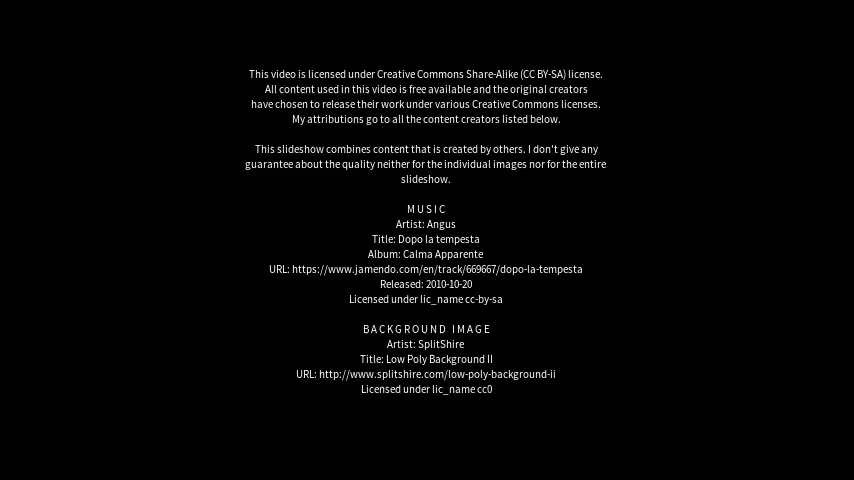 This video is licensed under Creative Commons Share-Alike (CC BY-SA) license.
All content used in this video is free available and the original creators
have chosen to release their work under various Creative Commons licenses.
My attributions go to all the content creators listed below.
This slideshow combines content that is created by others. I don't give any
guarantee about the quality neither for the individual images nor for the entire
slideshow.
MUSIC
Artist: Angus
Title: Dopo la tempesta
Album: Calma Apparente
URL: https://www.jamendo.com/en/track/669667/dopo-la-tempesta
Released: 2010-10-20
Licensed under lic_name cc-by-sa
BACKGROUND IMAGE
Artist: SplitShire
Title: Low Poly Background II
URL: http://www.splitshire.com/low-poly-background-ii
Licensed under lic_name cc0